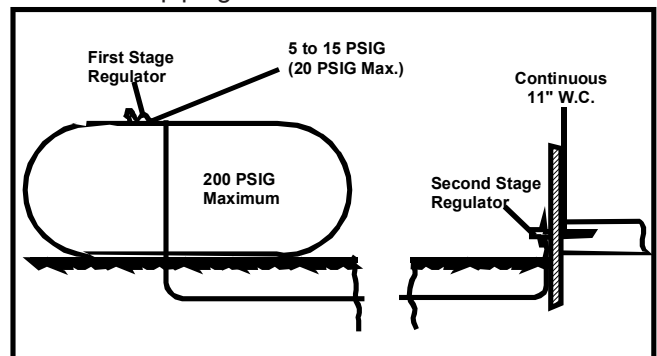 First Stage
Regulator
5 to 15 PSIG
(20 PSIG Max.)
Continuous
11" W.C.
200 PSIG
Maximum
Second Stage
Regulator